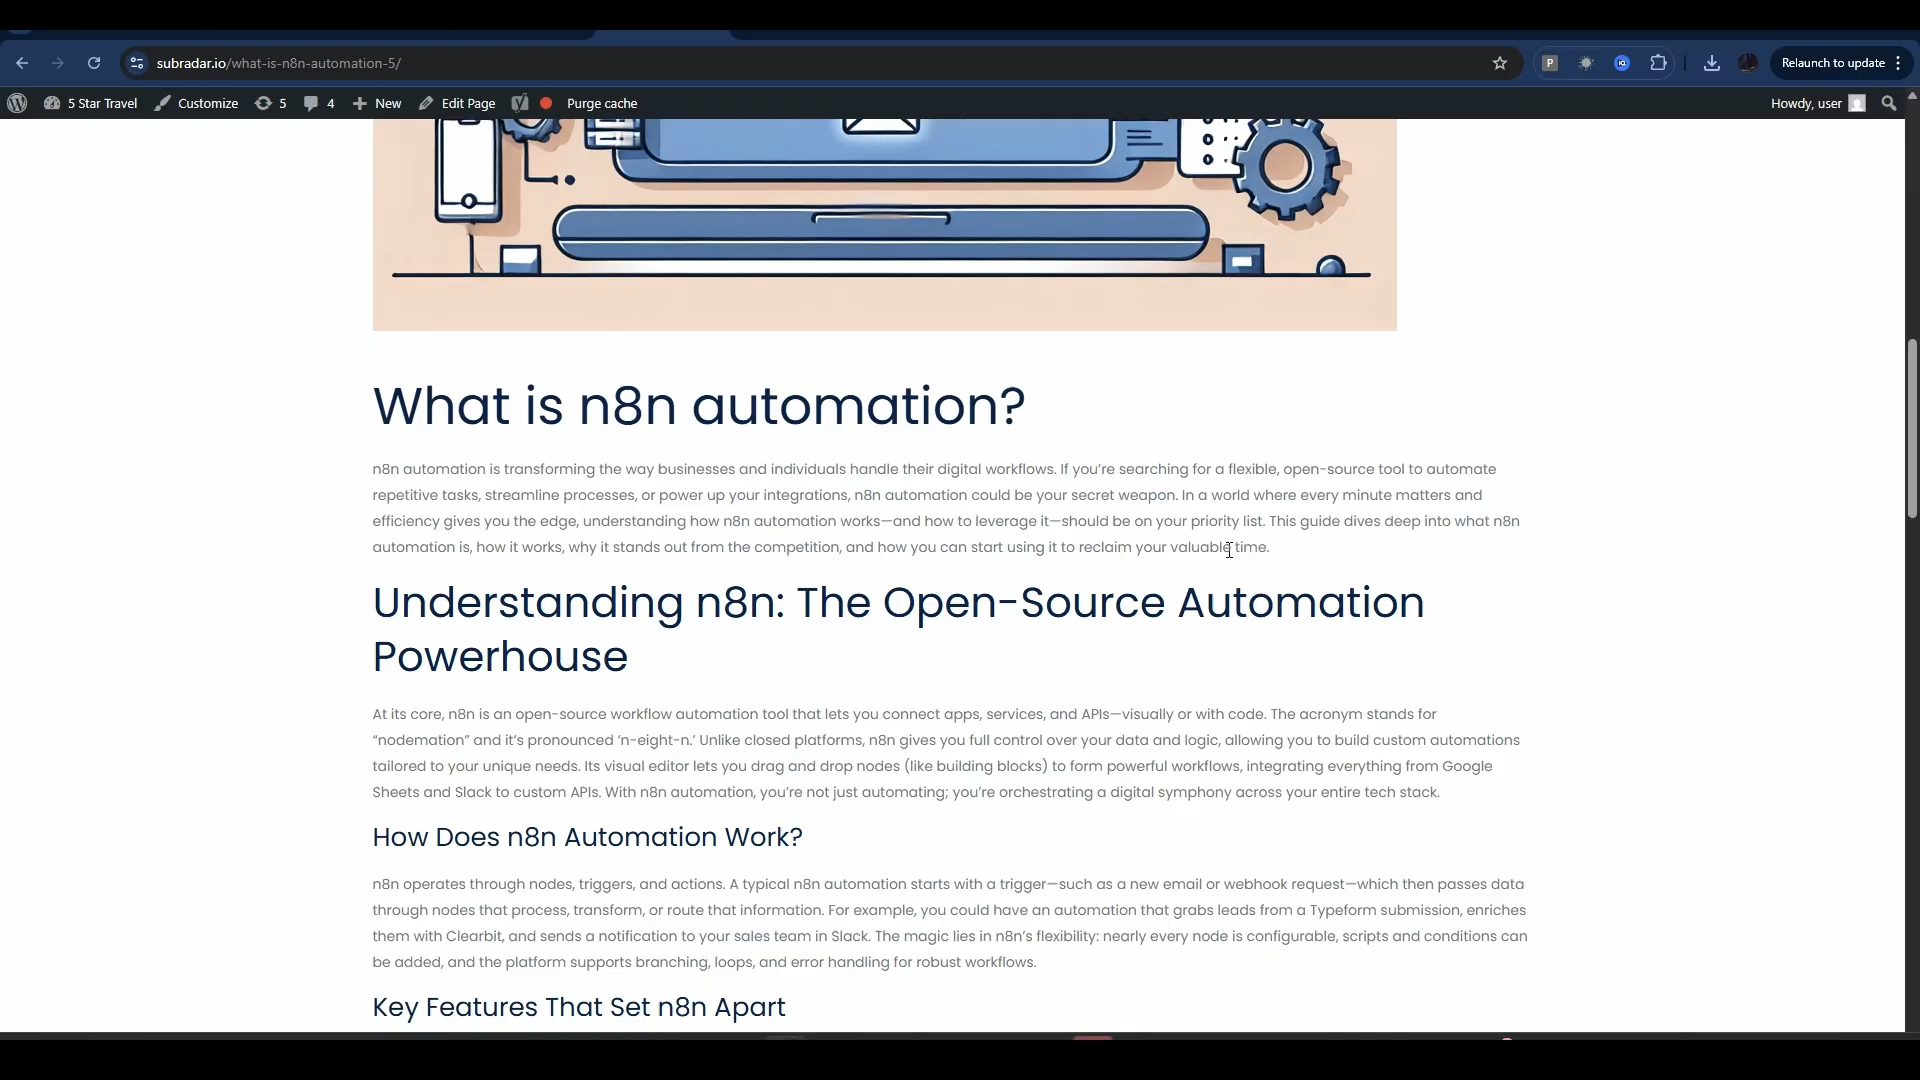 subradar.io/what-is-n8n-automation-5/
P
IQ
Relaunch to update
5 Star Travel
Customize
5
4
New
Edit Page
Purge cache
Howdy, user
What is n8n automation?
n8n automation is transforming the way businesses and individuals handle their digital workflows. If you’re searching for a flexible, open-source tool to automate
repetitive tasks, streamline processes, or power up your integrations, n8n automation could be your secret weapon. In a world where every minute matters and
efficiency gives you the edge, understanding how n8n automation works—and how to leverage it—should be on your priority list. This guide dives deep into what n8n
automation is, how it works, why it stands out from the competition, and how you can start using it to reclaim your valuable time.
Understanding n8n: The Open-Source Automation
Powerhouse
At its core, n8n is an open-source workflow automation tool that lets you connect apps, services, and APIs—visually or with code. The acronym stands for
“nodemation” and it’s pronounced ‘n-eight-n.’ Unlike closed platforms, n8n gives you full control over your data and logic, allowing you to build custom automations
tailored to your unique needs. Its visual editor lets you drag and drop nodes (like building blocks) to form powerful workflows, integrating everything from Google
Sheets and Slack to custom APIs. With n8n automation, you’re not just automating; you’re orchestrating a digital symphony across your entire tech stack.
How Does n8n Automation Work?
n8n operates through nodes, triggers, and actions. A typical n8n automation starts with a trigger—such as a new email or webhook request—which then passes data
through nodes that process, transform, or route that information. For example, you could have an automation that grabs leads from a Typeform submission, enriches
them with Clearbit, and sends a notification to your sales team in Slack. The magic lies in n8n’s flexibility: nearly every node is configurable, scripts and conditions can
be added, and the platform supports branching, loops, and error handling for robust workflows.
Key Features That Set n8n Apart